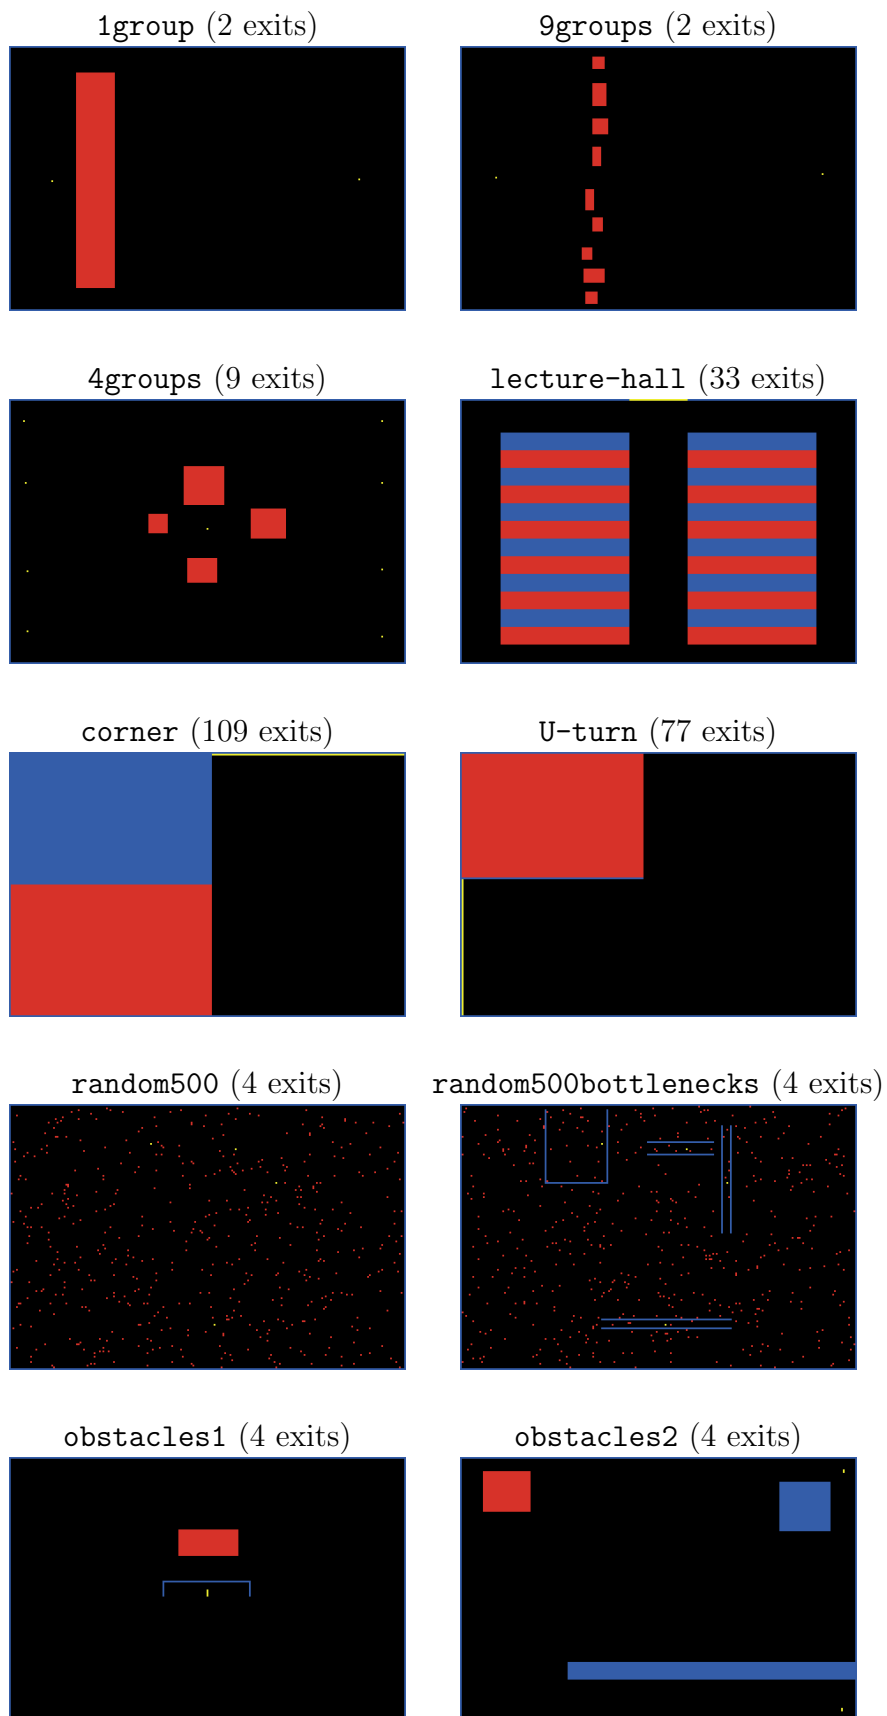 1group (2 exits)
9groups (2 exits)
4groups (9 exits)
lecture-hall (33 exits)
corner (109 exits)
U-turn (77 exits)
random500 (4 exits)
random500bottlenecks (4 exits)
obstacles1 (4 exits)
obstacles2 (4 exits)